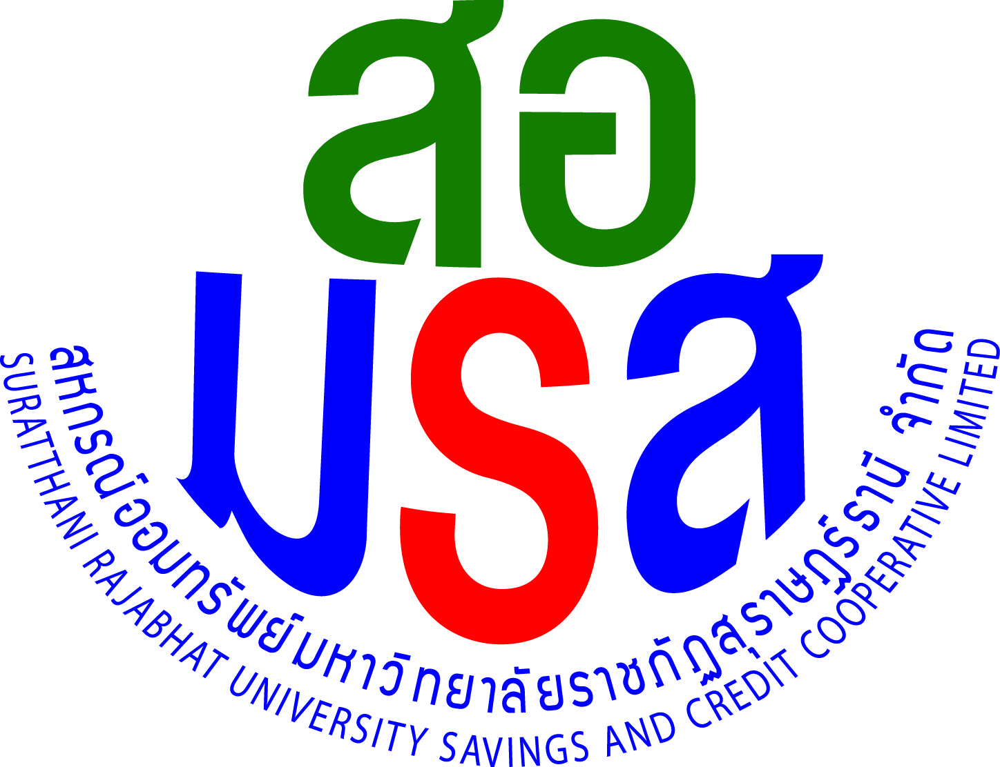 สอ
มรส
สหกรณ์ออมทรัพย์มหาวิทยาลัยราชภัฏสุราษฎร์ธานี จำกัด
SURATTHANI RAJABHAT UNIVERSITY SAVINGS AND CREDIT COOPERATIVE LIMITED